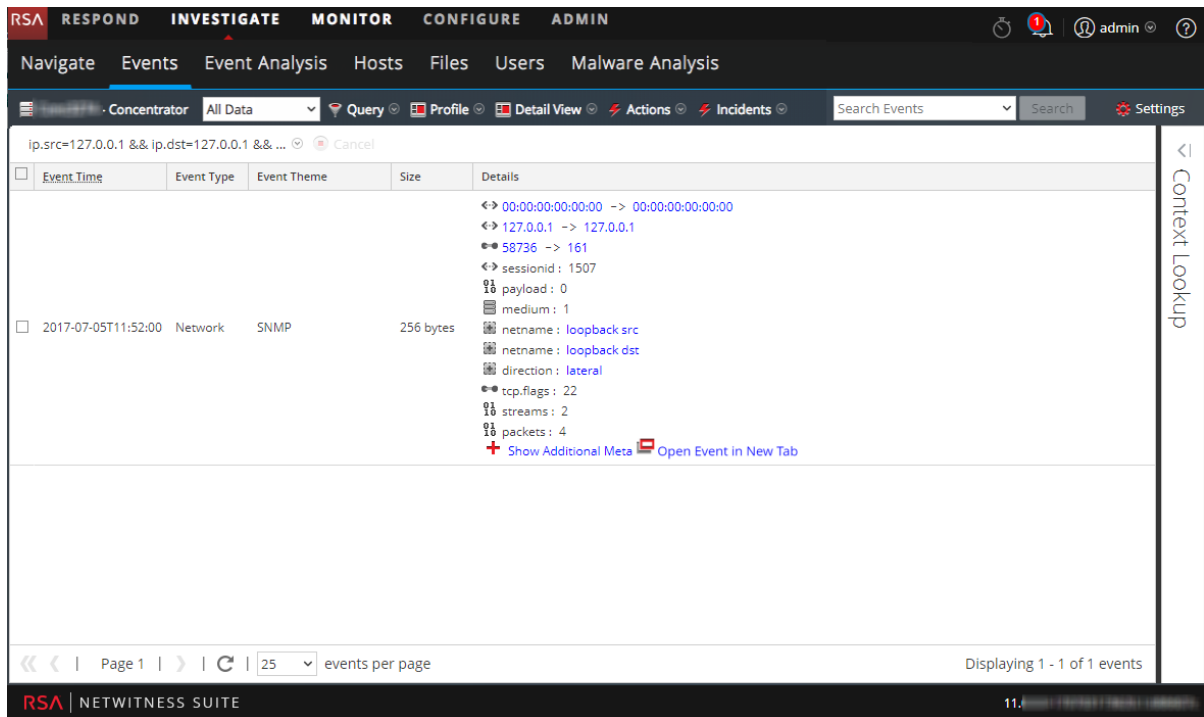 RSA RESPOND INVESTIGATE MONITOR CONFIGURE ADMIN 1 admin ?
Navigate Events Event Analysis Hosts Files Users Malware Analysis
- Concentrator All Data Query Profile Detail View Actions Incidents Search Events Search Settings
ip.src=127.0.0.1 && ip.dst=127.0.0.1 && ... Cancel
Event Time Event Type Event Theme Size Details
00:00:00:00:00:00 -> 00:00:00:00:00:00
127.0.0.1 -> 127.0.0.1
58736 -> 161
sessionid : 1507
payload : 0
medium : 1
2017-07-05T11:52:00 Network SNMP 256 bytes netname : loopback src
netname : loopback dst
direction : lateral
tcp.flags : 22
streams : 2
packets : 4
Show Additional Meta Open Event in New Tab
Context Lookup
Page 1 | 25 events per page Displaying 1 - 1 of 1 events
RSA | NETWITNESS SUITE 11.